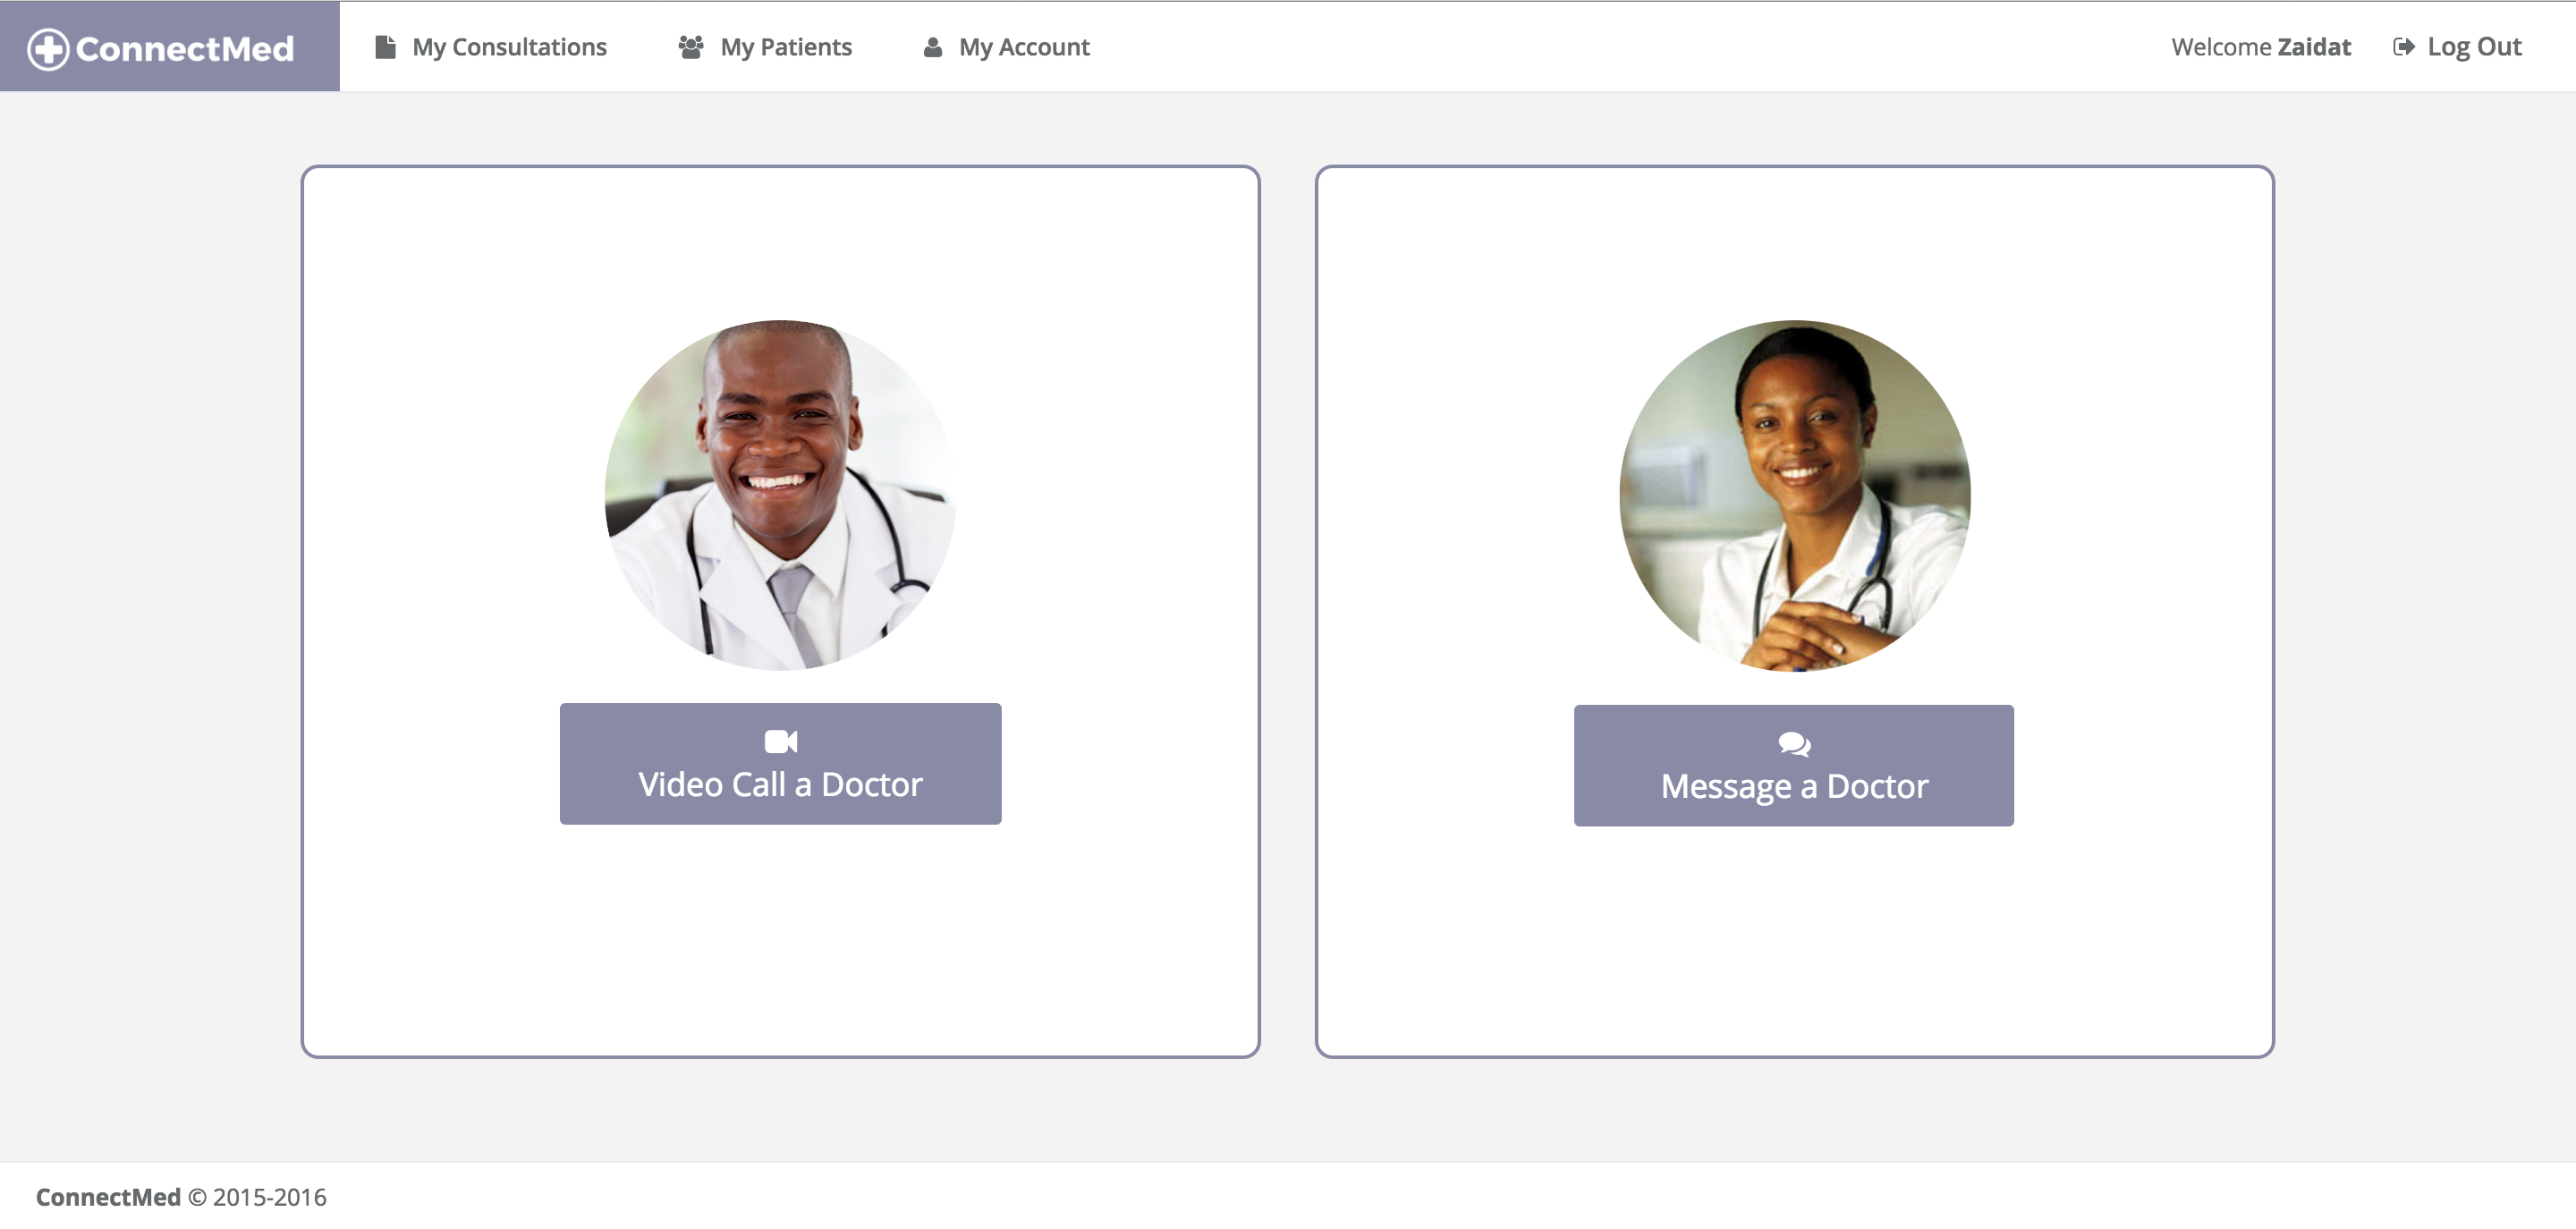 ConnectMed
My Consultations
My Patients
My Account
Welcome Zaidat
Log Out
Video Call a Doctor
Message a Doctor
ConnectMed © 2015-2016